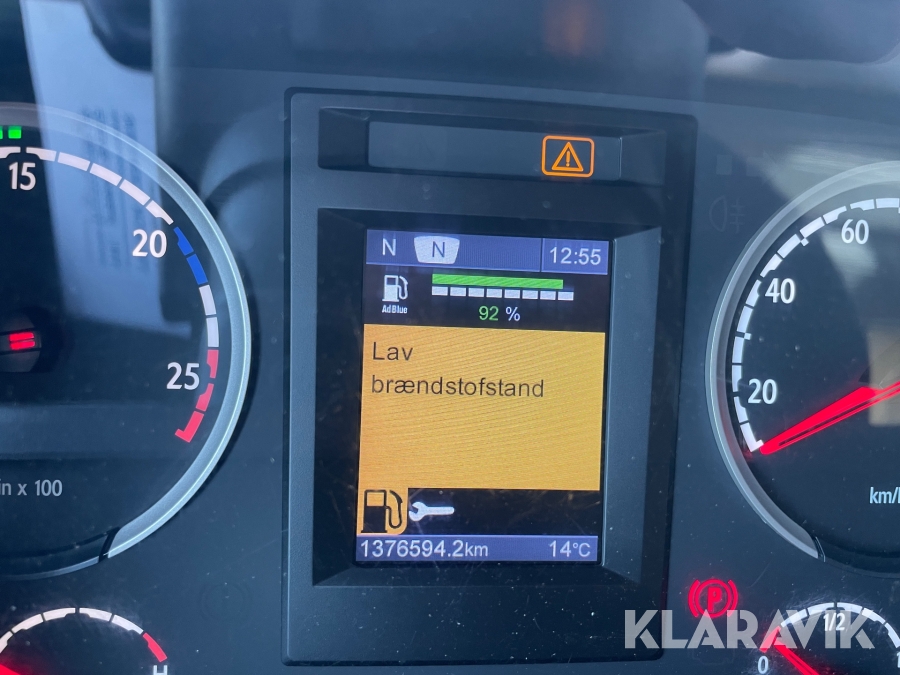 15
20
25
in x 100
N N 12:55
AdBlue
92 %
Lav
brændstofstand
1376594.2km 14°C
60
40
20
km/
P
H
0
1/2
1
KLARAVIK